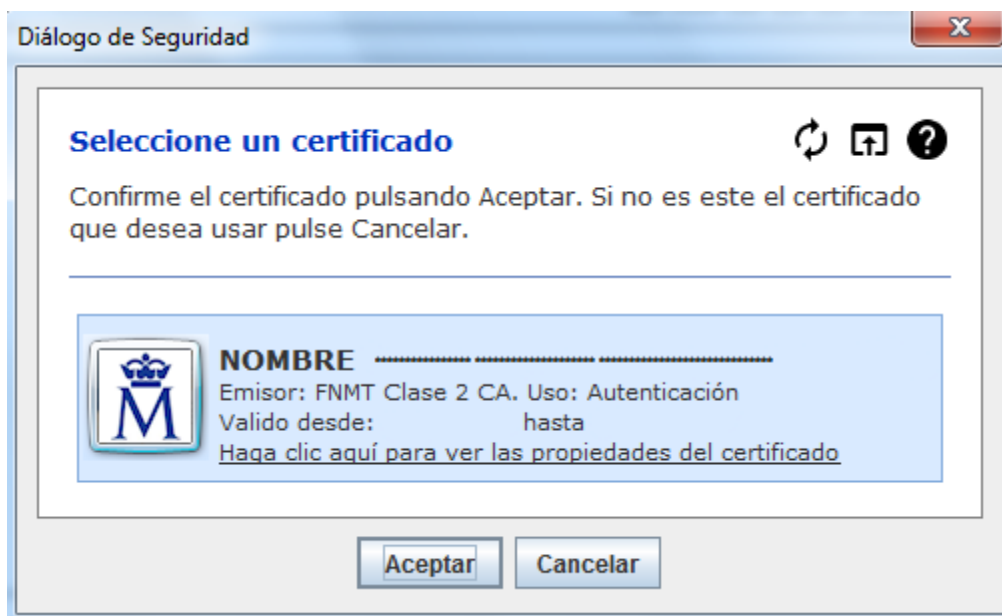 Diálogo de Seguridad
Seleccione un certificado
Confirme el certificado pulsando Aceptar. Si no es este el certificado
que desea usar pulse Cancelar.
NOMBRE
Emisor: FNMT Clase 2 CA. Uso: Autenticación
Valido desde: hasta
Haga clic aquí para ver las propiedades del certificado
Aceptar Cancelar